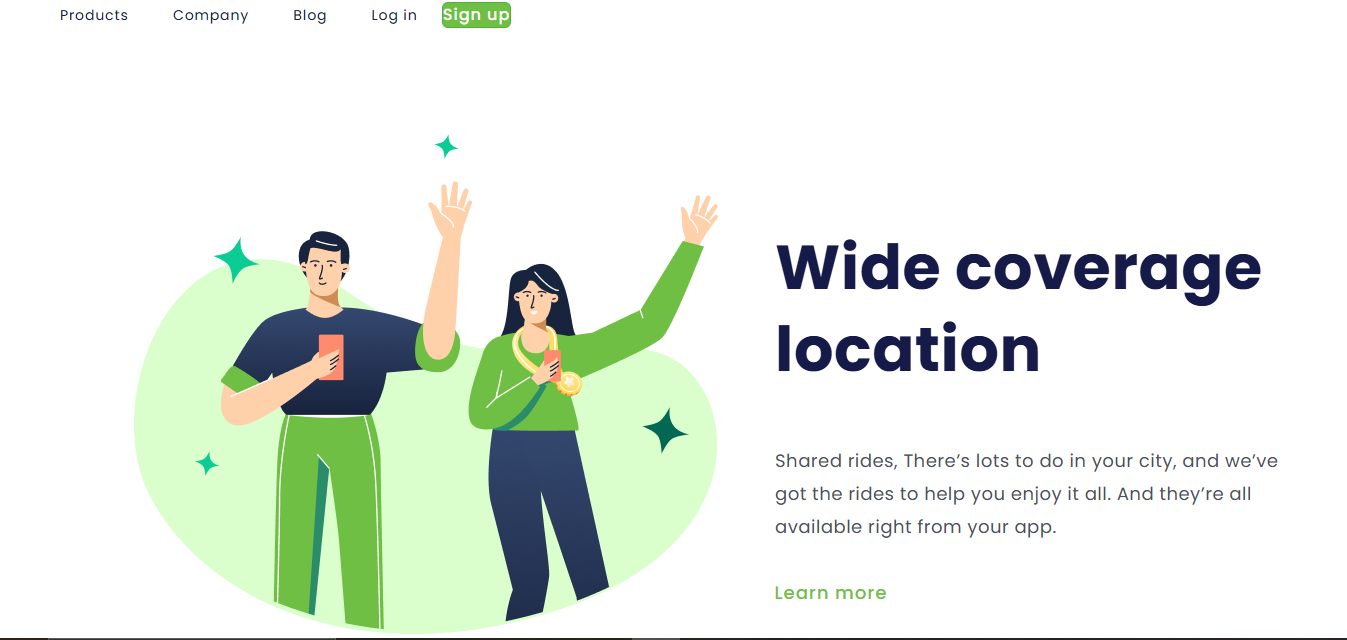 Products Company Blog Log in Sign up
Wide coverage
location
Shared rides, There’s lots to do in your city, and we’ve
got the rides to help you enjoy it all. And they’re all
available right from your app.
Learn more